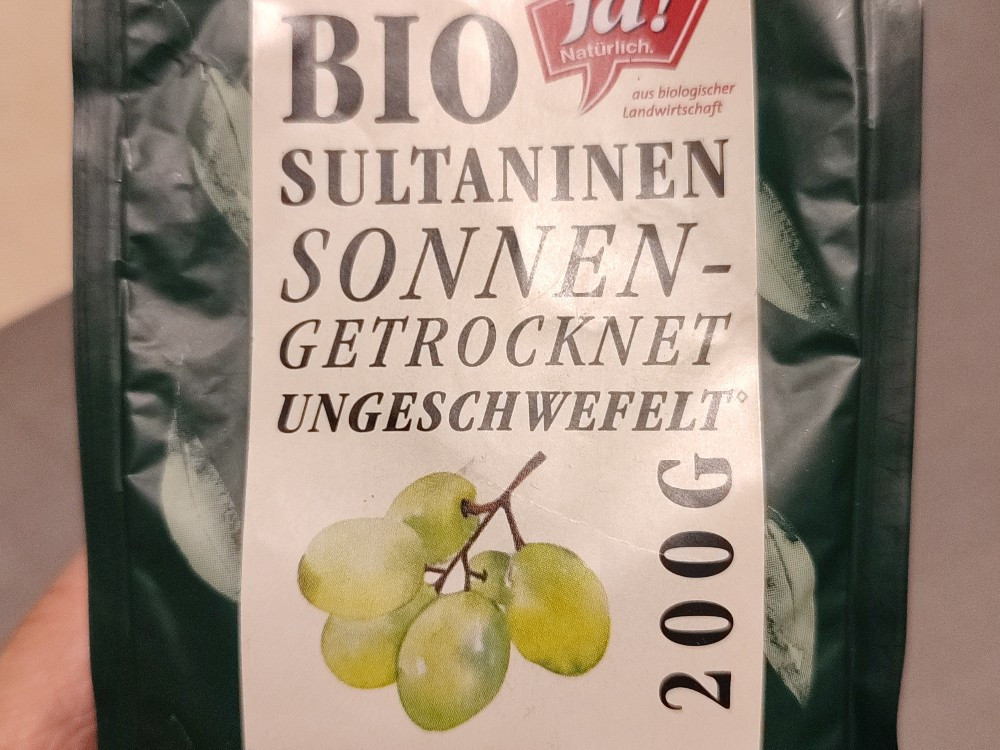 BIO
ja!
Natürlich.
aus biologischer
Landwirtschaft
SULTANINEN
SONNEN-
GETROCKNET
UNGESCHWEFELT◇
200G